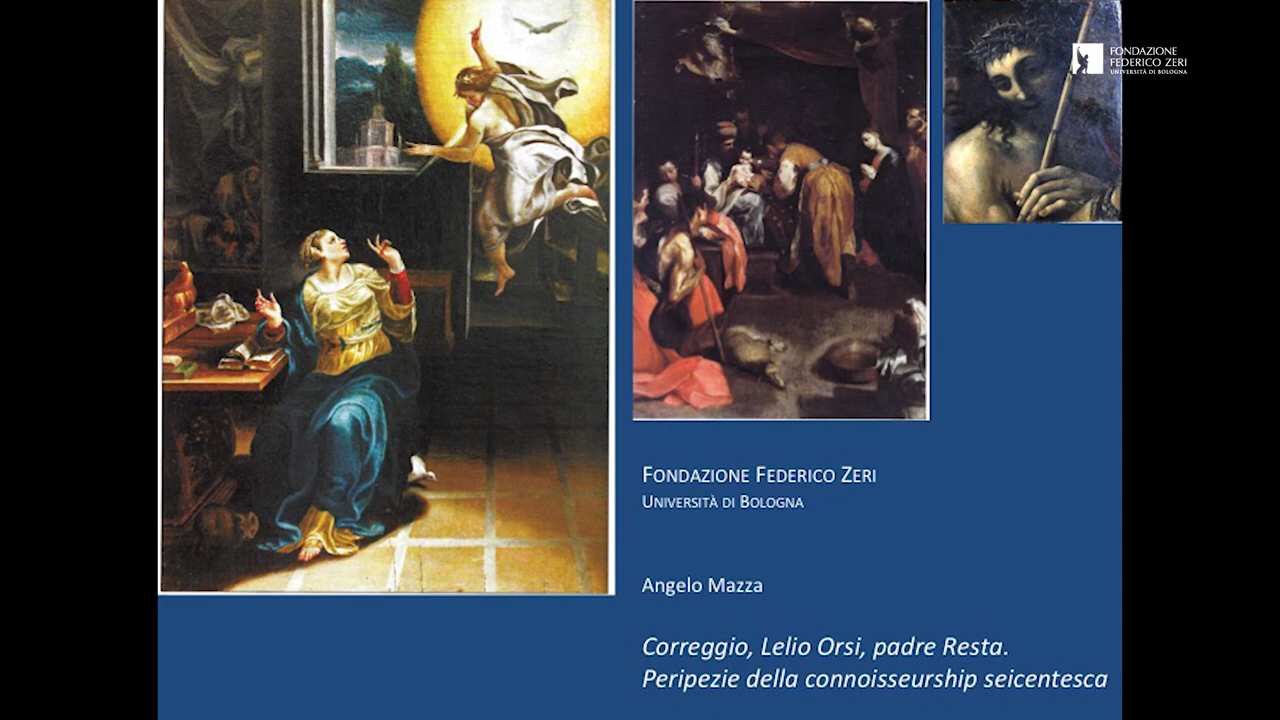 FONDAZIONE
FEDERICO ZERI
UNIVERSITÀ DI BOLOGNA
FONDAZIONE FEDERICO ZERI
UNIVERSITÀ DI BOLOGNA
Angelo Mazza
Correggio, Lelio Orsi, padre Resta.
Peripezie della connoisseurship seicentesca